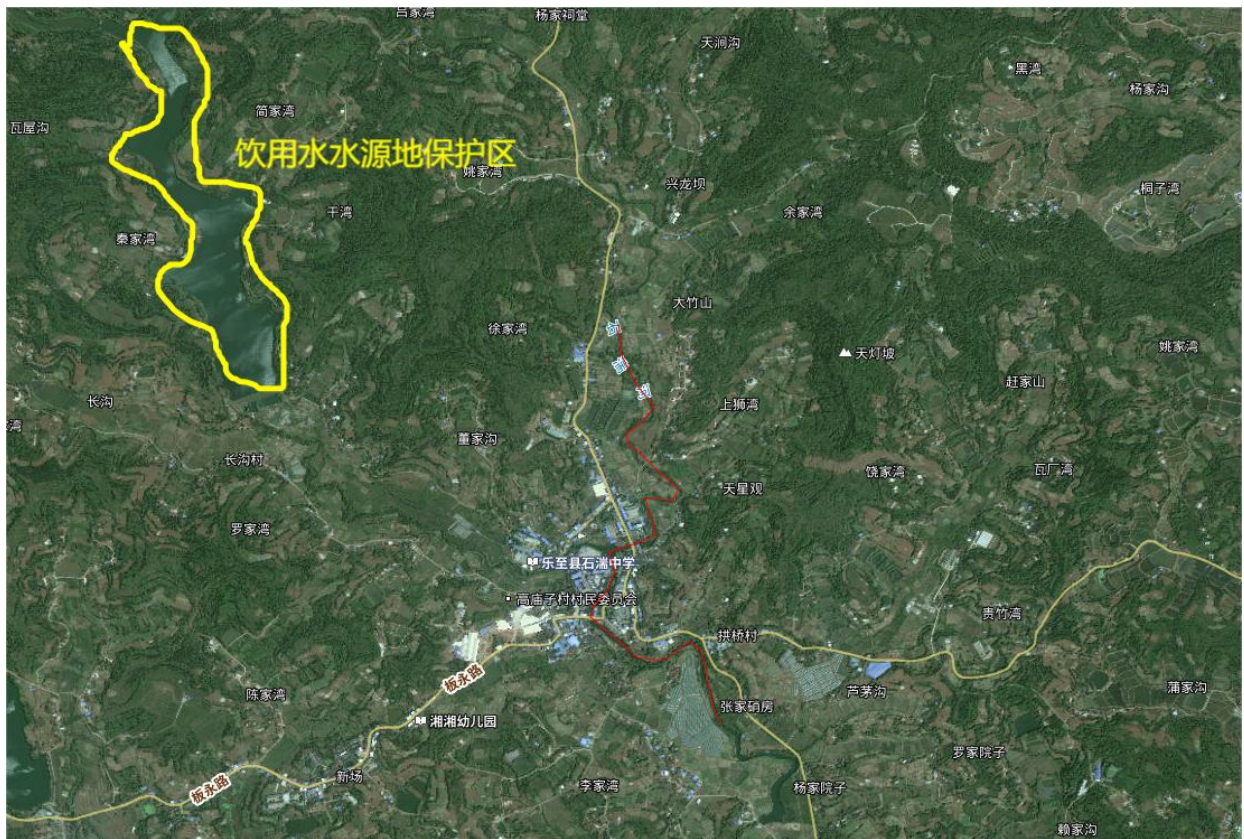 吕家湾
杨家祠堂
天涧沟
黑湾
杨家沟
简家湾
瓦屋沟
饮用水水源地保护区
姚家湾
兴龙坝
桐子湾
干湾
余家湾
秦家湾
大竹山
徐家湾
石湍河
天灯坡
姚家湾
赶家山
长沟
上狮湾
湾
董家沟
长沟村
饶家湾
瓦厂湾
天星观
罗家湾
乐至县石湍中学
高庙子村村民委员会
贵竹湾
拱桥村
板永路
陈家湾
芦茅沟
蒲家沟
张家硝房
湘湘幼儿园
罗家院子
新场
板永路
李家湾
杨家院子
赖家沟